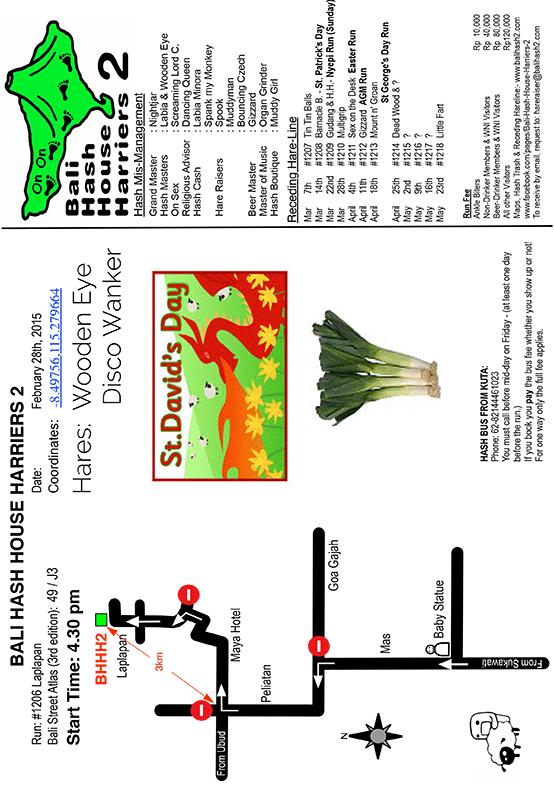 BALI HASH HOUSE HARRIERS 2
Run: #1206 Laplapan
Bali Street Atlas (3rd edition): 49 / J3
Start Time: 4.30 pm
Date: February 28th, 2015
Coordinates: -8.49756,115.279664
Hares: Wooden Eye
Disco Wanker
BHHH2
Laplapan
3km
Maya Hotel
From Ubud
Peliatan
Goa Gajah
Mas
Baby Statue
From Sukawati
N
St.David's Day
HASH BUS FROM KUTA:
Phone: 62-82144461023
You must call before mid-day on Friday - (at least one day
before the run.)
If you book you pay the bus fee whether you show up or not!
For one way only the full fee applies.
On On
Bali
Hash
House
Harriers 2
Hash Mis-Management
Grand Master : Nightjar
Hash Masters : Labia & Wooden Eye
On Sex : Screaming Lord C.
Religious Advisor : Dancing Queen
Hash Cash : Labia Minora
: Spank my Monkey
Hare Raisers : Spook
: Muddyman
: Bouncing Czech
Beer Master : Gizzard
Master of Music : Organ Grinder
Hash Boutique : Muddy Girl
Receding Hare-Line
Mar 7th #1207 Tin Tin Balls
Mar 14th #1208 Barnacle B. - St. Patrick's Day
Mar 22nd #1209 Gudang & H.H.- Nyepi Run (Sunday)
Mar 28th #1210 Multigrip
April 4th #1211 Sex on the Desk Easter Run
April 11th #1212 Gizzard AGM Run
April 18th #1213 Mount n' Groan
St George's Day Run
April 25th #1214 Dead Wood & ?
May 2nd #1215 ?
May 9th #1216 ?
May 16th #1217 ?
May 23rd #1218 Little Fart
Run Fee
Ankle Biters Rp 10,000
Non-Drinker Members & WNI Visitors Rp 40,000
Beer-Drinker Members & WNI Visitors Rp 80,000
All other Visitors Rp120,000
Maps, Hash Trash & Receding Hareline:- www.balihash2.com
www.facebook.com/pages/Bali-Hash-House-Harriers-2
To receive by email, request to: hareraiser@balihash2.com